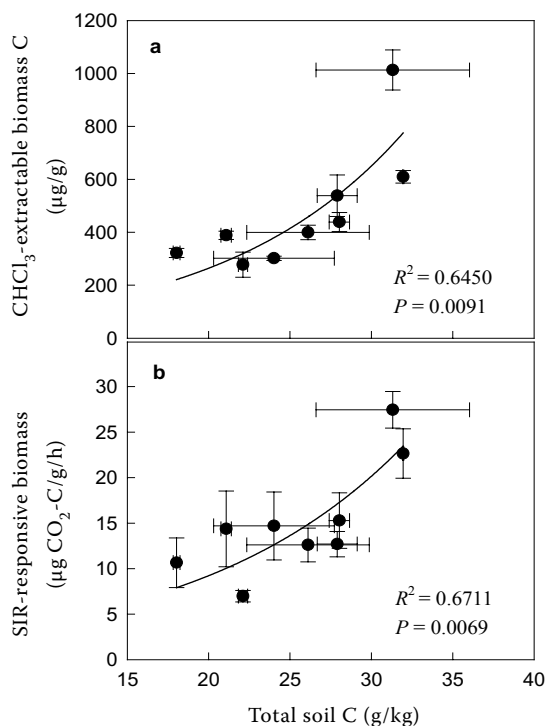 a
1200
1000
800
600
400
200
0
CHCl₃-extractable biomass C
(µg/g)
R² = 0.6450
P = 0.0091
b
30
25
20
15
10
5
0
SIR-responsive biomass
(µg CO₂-C/g/h)
R² = 0.6711
P = 0.0069
15 20 25 30 35 40
Total soil C (g/kg)